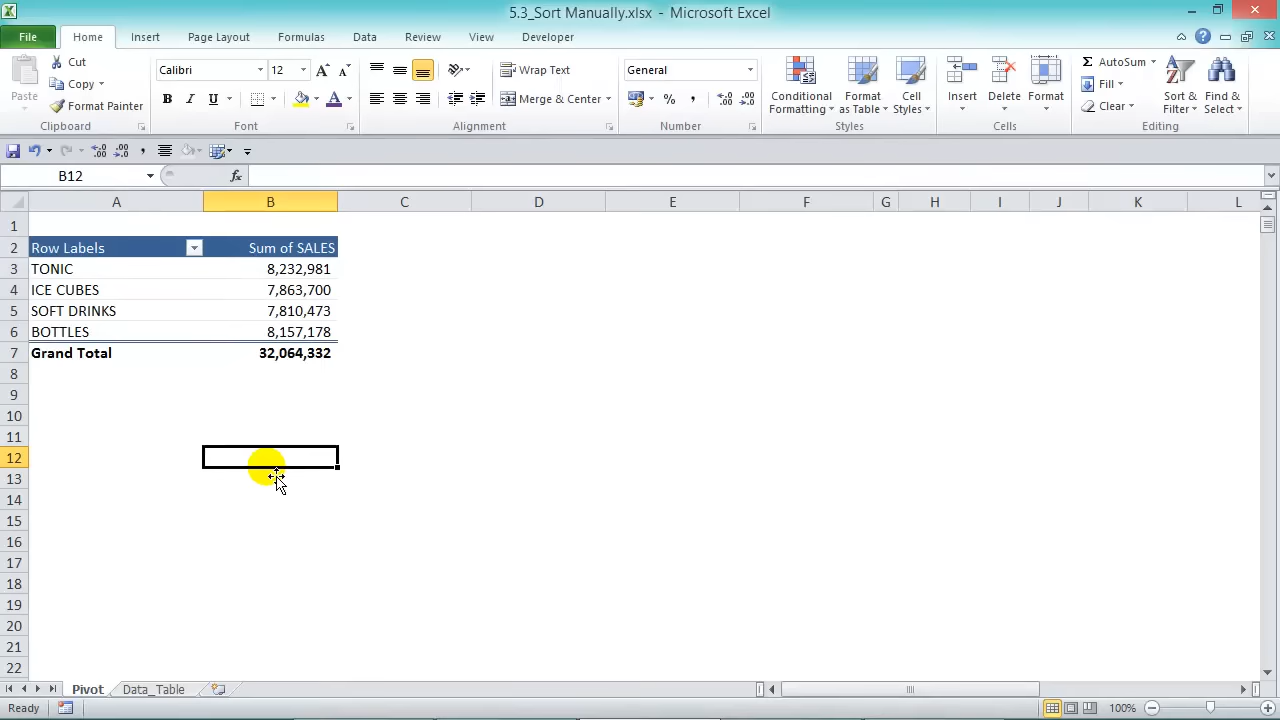 5.3_Sort Manually.xlsx - Microsoft Excel
File Home Insert Page Layout Formulas Data Review View Developer
Paste Cut Copy Format Painter Clipboard
Calibri 12 B I U A Font
Wrap Text Merge & Center Alignment
General % , Number
Conditional Formatting Format as Table Cell Styles Styles
Insert Delete Format Cells
Σ AutoSum Fill Clear Sort & Filter Find & Select Editing
B12 fx
A B C D E F G H I J K L
1
2 Row Labels Sum of SALES
3 TONIC 8,232,981
4 ICE CUBES 7,863,700
5 SOFT DRINKS 7,810,473
6 BOTTLES 8,157,178
7 Grand Total 32,064,332
8
9
10
11
12
13
14
15
16
17
18
19
20
21
22
Pivot Data_Table
Ready 100%